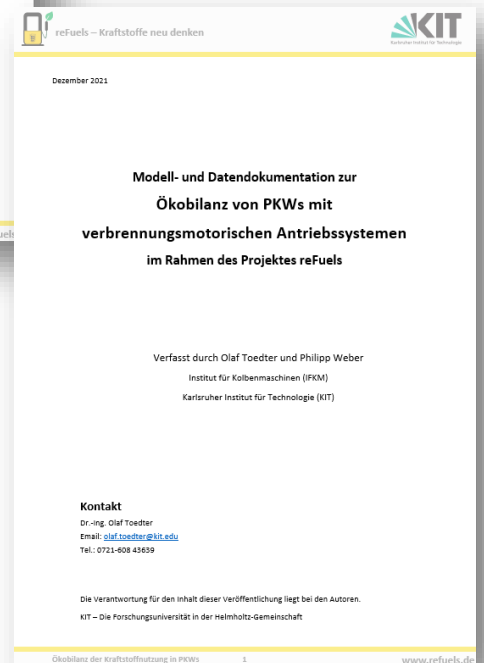 reFuels – Kraftstoffe neu denken
KIT
Karlsruher Institut für Technologie
Dezember 2021
Modell- und Datendokumentation zur
Ökobilanz von PKWs mit
verbrennungsmotorischen Antriebssystemen
im Rahmen des Projektes reFuels
Verfasst durch Olaf Toedter und Philipp Weber
Institut für Kolbenmaschinen (IFKM)
Karlsruher Institut für Technologie (KIT)
Kontakt
Dr.-Ing. Olaf Toedter
Email: olaf.toedter@kit.edu
Tel.: 0721-608 43639
Die Verantwortung für den Inhalt dieser Veröffentlichung liegt bei den Autoren.
KIT – Die Forschungsuniversität in der Helmholtz-Gemeinschaft
Ökobilanz der Kraftstoffnutzung in PKWs 1 www.refuels.de